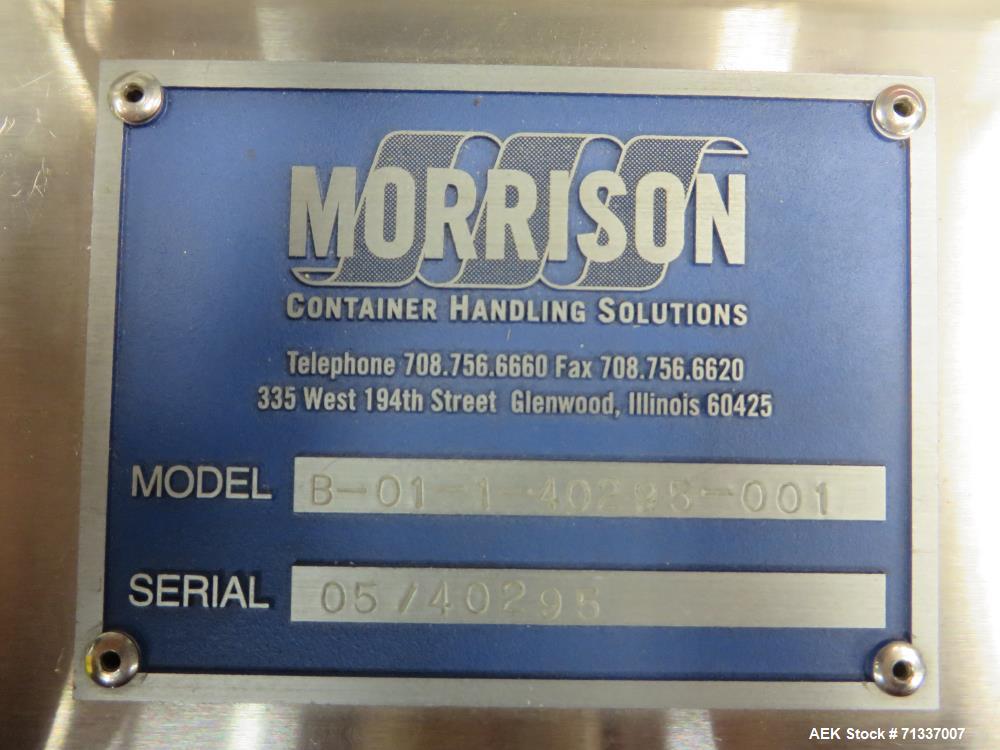 MORRISON
CONTAINER HANDLING SOLUTIONS
Telephone 708.756.6660 Fax 708.756.6620
335 West 194th Street Glenwood, Illinois 60425
MODEL B-01-1-40295-001
SERIAL 05/40295
AEK Stock # 71337007